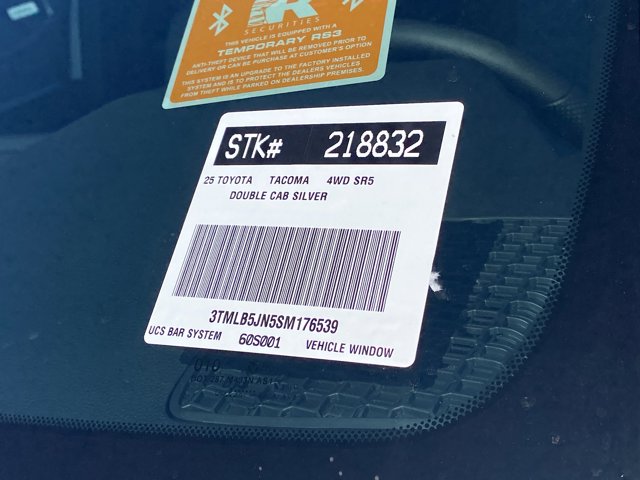 R
SECURITIES
THIS VEHICLE IS EQUIPPED WITH A
TEMPORARY RS3
ANTI-THEFT DEVICE THAT WILL BE REMOVED PRIOR TO
DELIVERY OR CAN BE PURCHASE AT CUSTOMER'S OPTION
THIS SYSTEM IS AN UPGRADE TO THE FACTORY INSTALLED
SYSTEM AND IS TO PROTECT THE DEALERS VEHICLES
FROM THEFT WHILE PARKED ON DEALERSHIP PREMISES.
STK# 218832
25 TOYOTA TACOMA 4WD SR5
DOUBLE CAB SILVER
3TMLB5JN5SM176539
UCS BAR SYSTEM 60S001 VEHICLE WINDOW